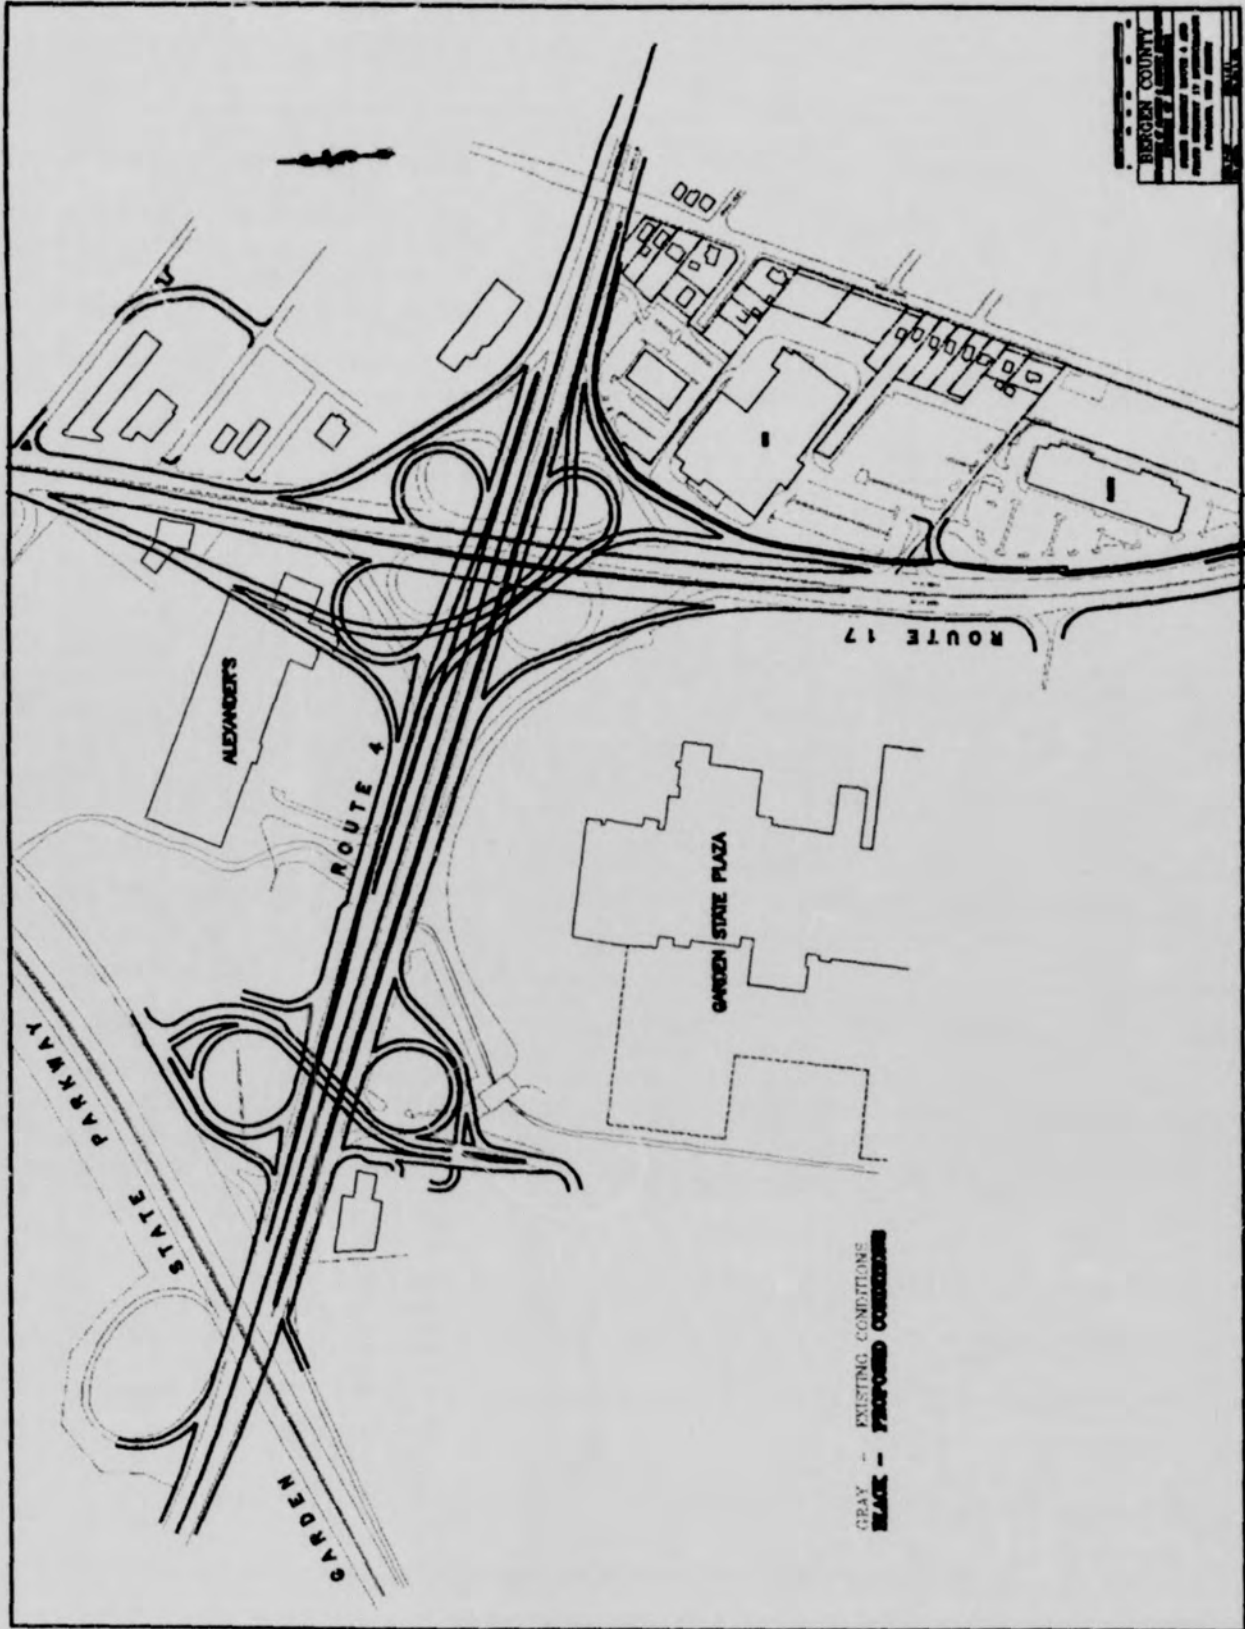 BERGEN COUNTY
ALEXANDER'S
ROUTE 4
ROUTE 17
GARDEN STATE PLAZA
GARDEN STATE PARKWAY
GRAY - EXISTING CONDITIONS
BLACK - PROPOSED CONDITIONS